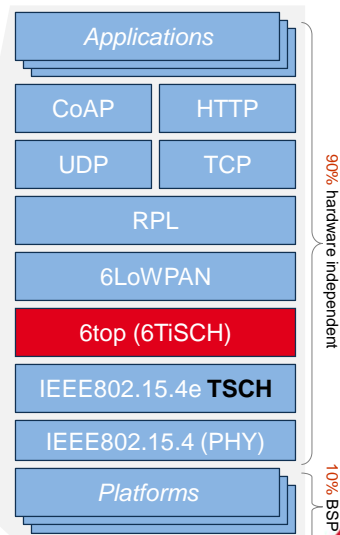 Applications
CoAP
HTTP
UDP
TCP
RPL
6LoWPAN
6top (6TiSCH)
IEEE802.15.4e TSCH
IEEE802.15.4 (PHY)
Platforms
90% hardware independent
10% BSP